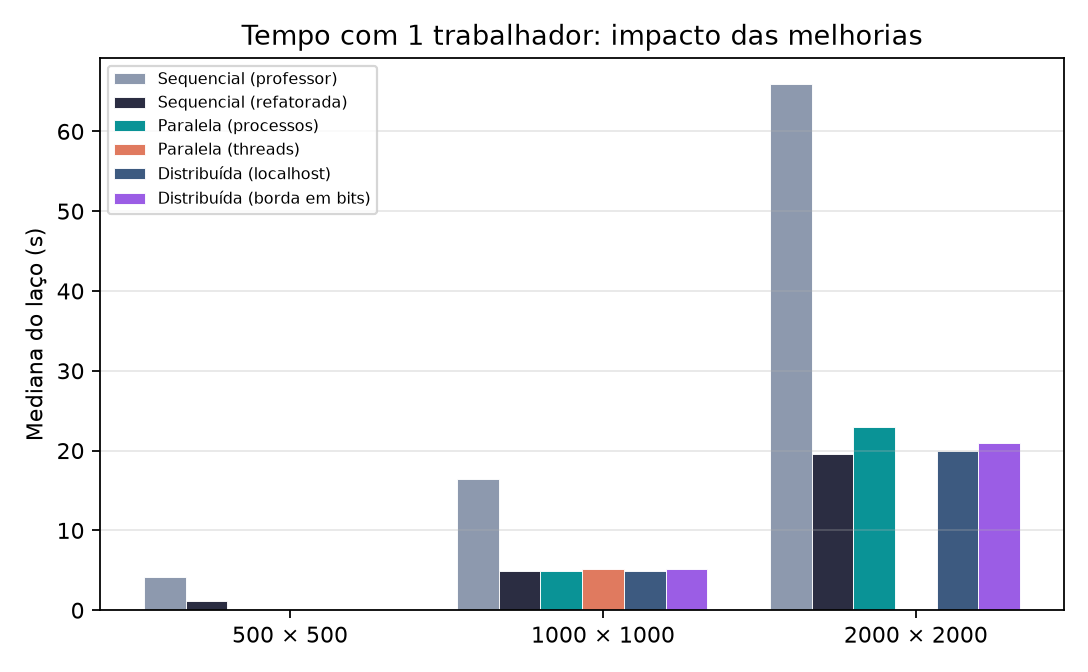 Tempo com 1 trabalhador: impacto das melhorias
Sequencial (professor)
Sequencial (refatorada)
Paralela (processos)
Paralela (threads)
Distribuída (localhost)
Distribuída (borda em bits)
Mediana do laço (s)
60
50
40
30
20
10
0
500 × 500
1000 × 1000
2000 × 2000